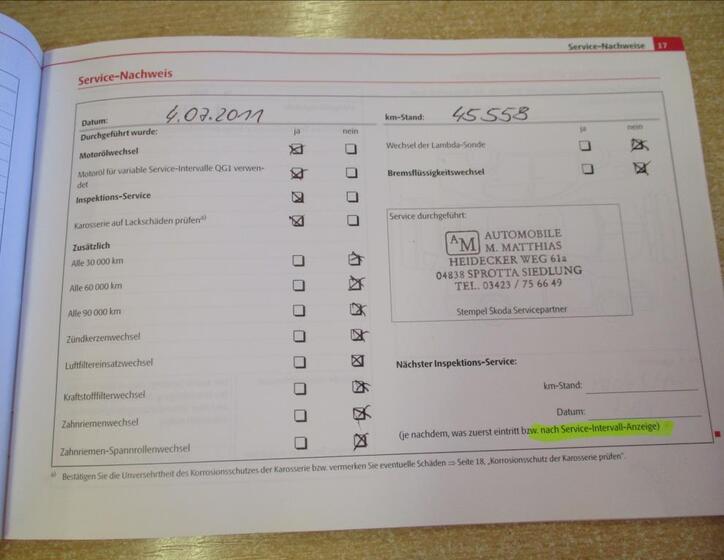 Service–Nachweise 17
Service–Nachweis
Datum: 4.07.2011 km-Stand: 45558
Durchgeführt wurde: ja nein ja nein
Motorölwechsel
Wechsel der Lambda-Sonde
Motoröl für variable Service-Intervalle QG1 verwen-
det
Bremsflüssigkeitswechsel
Inspektions–Service
Karosserie auf Lackschäden prüfen a)
Zusätzlich
Alle 30 000 km
Alle 60 000 km
Alle 90 000 km
Zündkerzenwechsel
Luftfiltereinsatzwechsel
Kraftstofffilterwechsel
Zahnriemenwechsel
Zahnriemen-Spannrollenwechsel
Service durchgeführt:
AM AUTOMOBILE
M. MATTHIAS
HEIDECKER WEG 61a
04838 SPROTTA SIEDLUNG
TEL. 03423 / 75 66 49
Stempel Skoda Servicepartner
Nächster Inspektions–Service:
km-Stand:
Datum:
(je nachdem, was zuerst eintritt bzw. nach Service-Intervall-Anzeige)
a) Bestätigen Sie die Unversehrtheit des Korrosionsschutzes der Karosserie bzw. vermerken Sie eventuelle Schäden ⇒ Seite 18, „Korrosionsschutz der Karosserie prüfen“.